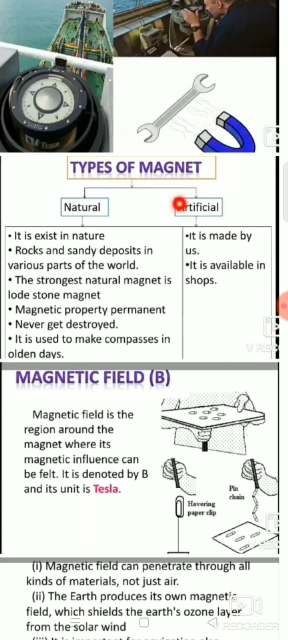 TYPES OF MAGNET
Natural
Artificial
• It is exist in nature
• Rocks and sandy deposits in
various parts of the world.
• The strongest natural magnet is
lode stone magnet
• Magnetic property permanent
• Never get destroyed.
• It is used to make compasses in
olden days.
•It is made by
us.
•It is available in
shops.
MAGNETIC FIELD (B)
Magnetic field is the
region around the
magnet where its
magnetic influence can
be felt. It is denoted by B
and its unit is Tesla.
Hovering
paper clip
Pin
chain
(i) Magnetic field can penetrate through all
kinds of materials, not just air.
(ii) The Earth produces its own magnetic
field, which shields the earth's ozone layer
from the solar wind
RECORDER